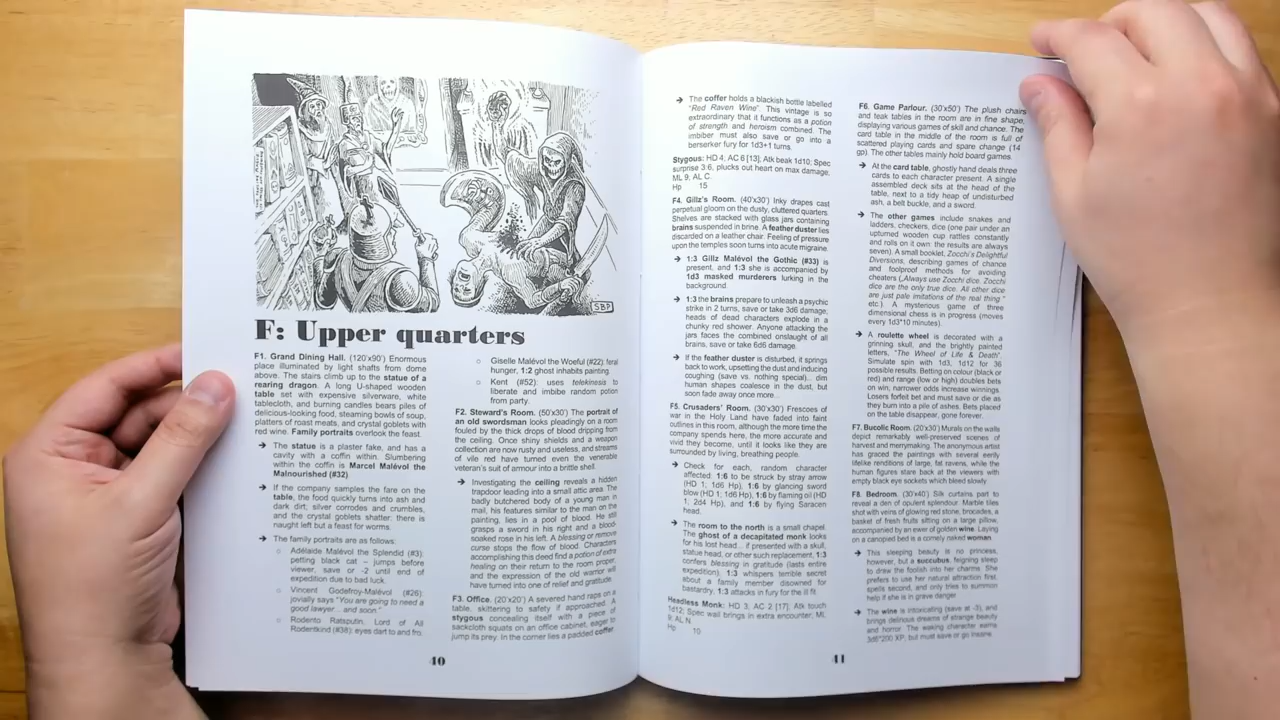 SBP
F: Upper quarters
F1. Grand Dining Hall. (120'x90') Enormous
place illuminated by light shafts from dome
above. The stairs climb up to the statue of a
rearing dragon. A long U-shaped wooden
table set with expensive silverware, white
tablecloth, and burning candles bears piles of
delicious-looking food, steaming bowls of soup,
platters of roast meats, and crystal goblets with
red wine. Family portraits overlook the feast.
➔ The statue is a plaster fake, and has a
cavity with a coffin within. Slumbering
within the coffin is Marcel Malévol the
Malnourished (#32).
➔ If the company samples the fare on the
table, the food quickly turns into ash and
dark dirt; silver corrodes and crumbles,
and the crystal goblets shatter: there is
naught left but a feast for worms.
➔ The family portraits are as follows:
○ Adélaide Malévol the Splendid (#3):
petting black cat – jumps before
viewer, save or -2 until end of
expedition due to bad luck.
○ Vincent Godefroy-Malévol (#26):
jovially says "You are going to need a
good lawyer... and soon."
○ Rodento Ratsputin, Lord of All
Rodentkind (#38): eyes dart to and fro.
○ Giselle Malévol the Woeful (#22): feral
hunger, 1:2 ghost inhabits painting.
○ Kent (#52): uses telekinesis to
liberate and imbibe random potion
from party.
F2. Steward's Room. (50'x30') The portrait of
an old swordsman looks pleadingly on a room
fouled by the thick drops of blood dripping from
the ceiling. Once shiny shields and a weapon
collection are now rusty and useless, and streams
of vile red have turned even the venerable
veteran's suit of armour into a brittle shell.
➔ Investigating the ceiling reveals a hidden
trapdoor leading into a small attic area. The
badly butchered body of a young man in
mail, his features similar to the man on the
painting, lies in a pool of blood. He still
grasps a sword in his right and a blood-
soaked rose in his left. A blessing or remove
curse stops the flow of blood. Characters
accomplishing this deed find a potion of extra
healing on their return to the room proper,
and the expression of the old warrior will
have turned into one of relief and gratitude.
F3. Office. (20'x20') A severed hand raps on a
table, skittering to safety if approached. A
stygous concealing itself with a piece of
sackcloth squats on an office cabinet, eager to
jump its prey. In the corner lies a padded coffer.
40
➔ The coffer holds a blackish bottle labelled
"Red Raven Wine". This vintage is so
extraordinary that it functions as a potion
of strength and heroism combined. The
imbiber must also save or go into a
berserker fury for 1d3+1 turns.
Stygous: HD 4; AC 6 [13]; Atk beak 1d10; Spec
surprise 3:6, plucks out heart on max damage;
ML 9; AL C.
Hp 15
F4. Gillz's Room. (40'x30') Inky drapes cast
perpetual gloom on the dusty, cluttered quarters.
Shelves are stacked with glass jars containing
brains suspended in brine. A feather duster lies
discarded on a leather chair. Feeling of pressure
upon the temples soon turns into acute migraine.
➔ 1:3 Gillz Malévol the Gothic (#33) is
present, and 1:3 she is accompanied by
1d3 masked murderers lurking in the
background.
➔ 1:3 the brains prepare to unleash a psychic
strike in 2 turns, save or take 3d6 damage,
heads of dead characters explode in a
chunky red shower. Anyone attacking the
jars faces the combined onslaught of all
brains, save or take 6d6 damage.
➔ If the feather duster is disturbed, it springs
back to work, upsetting the dust and inducing
coughing (save vs. nothing special)... dim
human shapes coalesce in the dust, but
soon fade away once more...
F5. Crusaders' Room. (30'x30') Frescoes of
war in the Holy Land have faded into faint
outlines in this room, although the more time the
company spends here, the more accurate and
vivid they become, until it looks like they are
surrounded by living, breathing people.
➔ Check for each, random character
affected. 1:6 to be struck by stray arrow
(HD 1; 1d6 Hp), 1:6 by glancing sword
blow (HD 1; 1d6 Hp), 1:6 by flaming oil (HD
1; 2d4 Hp), and 1:6 by flying Saracen
head.
➔ The room to the north is a small chapel.
The ghost of a decapitated monk looks
for his lost head... if presented with a skull,
statue head, or other such replacement, 1:3
confers blessing in gratitude (lasts entire
expedition), 1:3 whispers terrible secret
about a family member disowned for
bastardry, 1:3 attacks in fury for the ill fit.
Headless Monk: HD 3; AC 2 [17]; Atk touch
1d12; Spec wail brings in extra encounter; ML
9; AL N.
Hp 10
F6. Game Parlour. (30'x50') The plush chairs
and teak tables in the room are in fine shape,
displaying various games of skill and chance. The
card table in the middle of the room is full of
scattered playing cards and spare change (14
gp). The other tables mainly hold board games.
➔ At the card table, ghostly hand deals three
cards to each character present. A single
assembled deck sits at the head of the
table, next to a tidy heap of undisturbed
ash, a belt buckle, and a sword.
➔ The other games include snakes and
ladders, checkers, dice (one pair under an
upturned wooden cup rattles constantly
and rolls on it own: the results are always
seven). A small booklet, Zocchi's Delightful
Diversions, describing games of chance
and foolproof methods for avoiding
cheaters („Always use Zocchi dice. Zocchi
dice are the only true dice. All other dice
are just pale imitations of the real thing "
etc.) A mysterious game of three
dimensional chess is in progress (moves
every 1d3*10 minutes).
➔ A roulette wheel is decorated with a
grinning skull, and the brightly painted
letters, "The Wheel of Life & Death".
Simulate spin with 1d3, 1d12 for 36
possible results. Betting on colour (black or
red) and range (low or high) doubles bets
on win, narrower odds increase winnings.
Losers forfeit bet and must save or die as
they burn into a pile of ashes. Bets placed
on the table disappear, gone forever.
F7. Bucolic Room. (20'x20') Murals on the walls
depict remarkably well-preserved scenes of
harvest and merrymaking. The anonymous artist
has graced the paintings with several eerily
lifelike renditions of large, fat ravens, while the
human figures stare back at the viewers with
empty black eye sockets which bleed slowly.
F8. Bedroom. (30'x40') Silk curtains part to
reveal a den of opulent splendour. Marble tiles
shot with veins of glowing red stone, brocades, a
basket of fresh fruits sitting on a large pillow,
accompanied by an ewer of golden wine. Laying
on a canopied bed is a comely naked woman.
➔ This sleeping beauty is no princess,
however, but a succubus, feigning sleep
to draw the foolish into her charms. She
prefers to use her natural attraction first,
spells second, and only tries to summon
help if she is in grave danger.
➔ The wine is intoxicating (save at -3), and
brings delirious dreams of strange beauty
and horror. The waking character earns
3d6*200 XP, but must save or go insane.
41